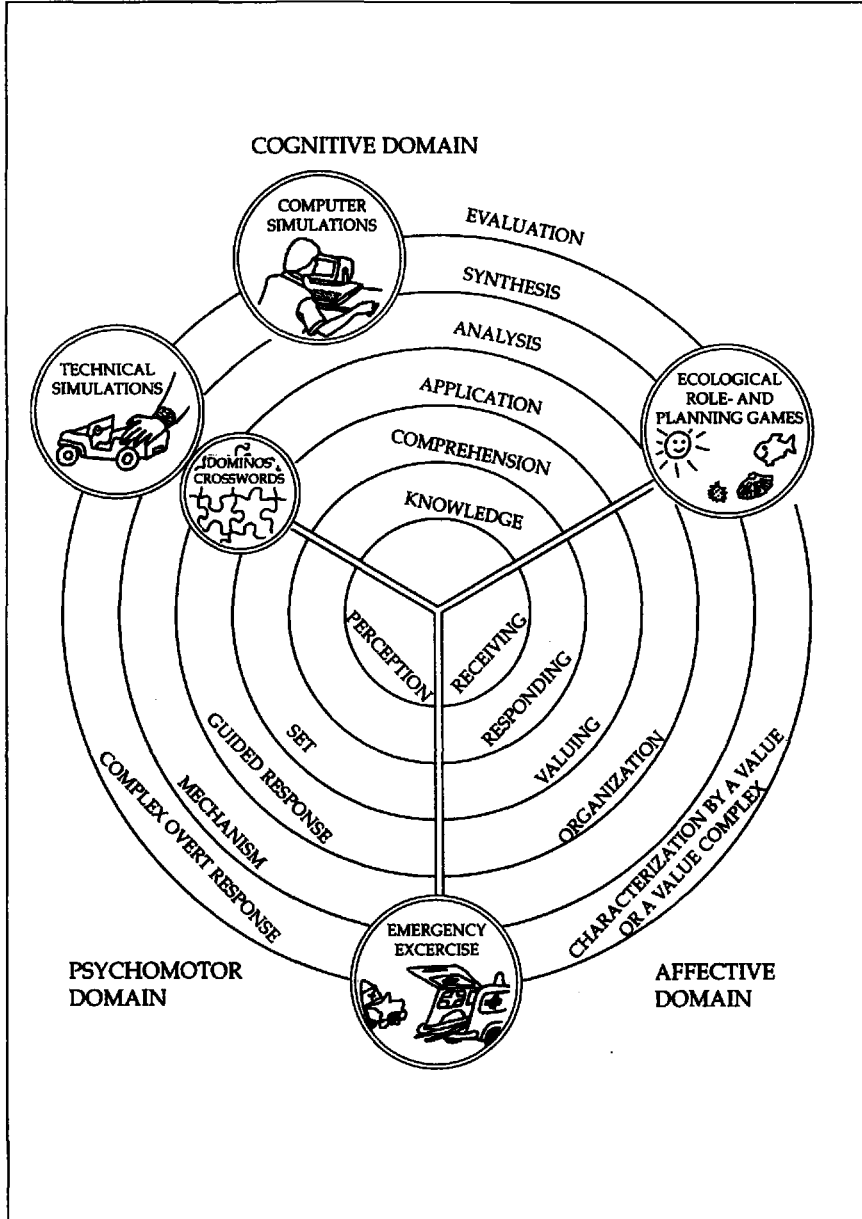 COGNITIVE DOMAIN
COMPUTER
SIMULATIONS
EVALUATION
SYNTHESIS
ANALYSIS
APPLICATION
COMPREHENSION
KNOWLEDGE
TECHNICAL
SIMULATIONS
DOMINOS &
CROSSWORDS
ECOLOGICAL
ROLE- AND
PLANNING GAMES
PERCEPTION
SET
GUIDED RESPONSE
MECHANISM
COMPLEX OVERT RESPONSE
RECEIVING
RESPONDING
VALUING
ORGANIZATION
CHARACTERIZATION BY A VALUE
OR A VALUE COMPLEX
EMERGENCY
EXCERCISE
PSYCHOMOTOR
DOMAIN
AFFECTIVE
DOMAIN